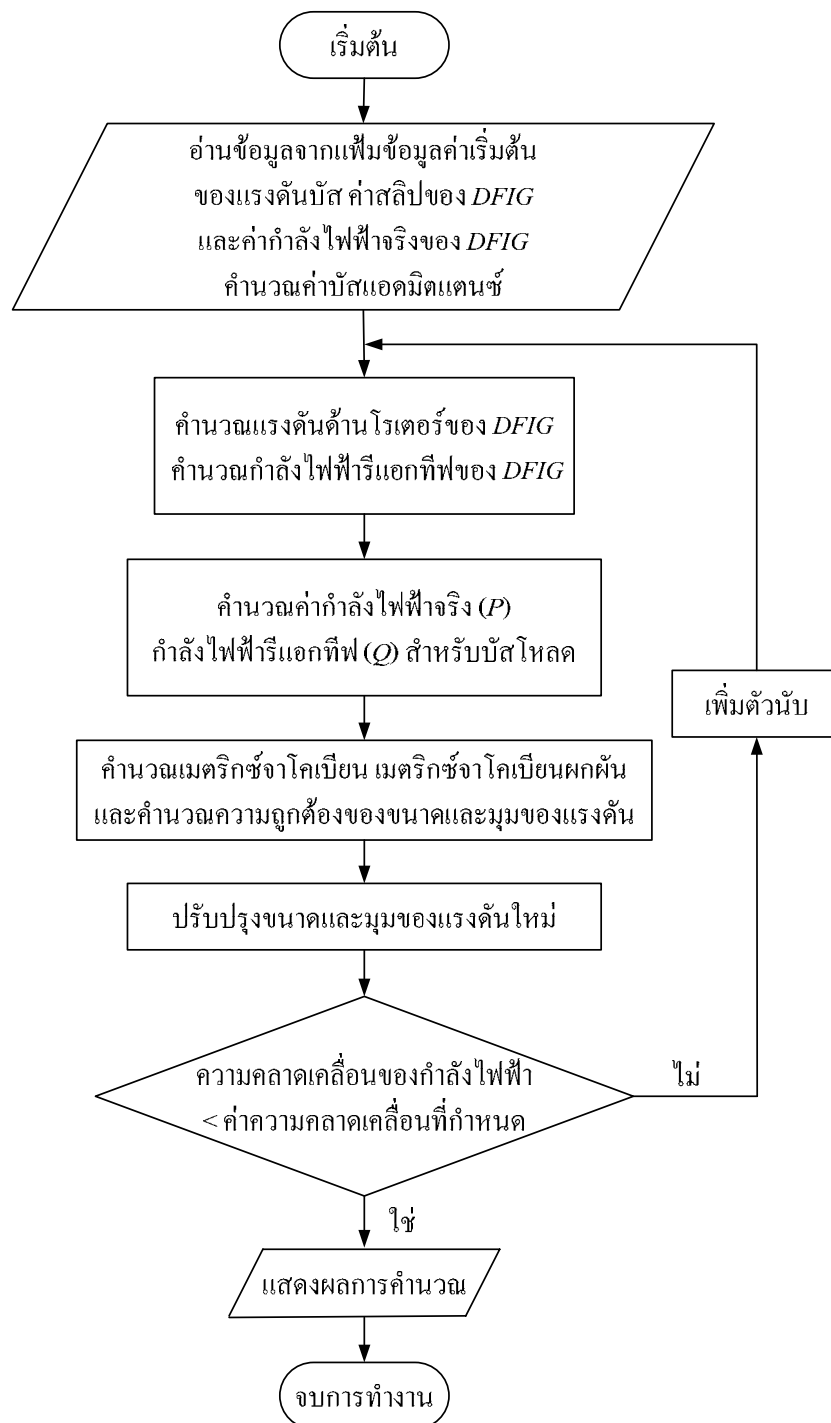 เริ่มต้น
อ่านข้อมูลจากแฟ้มข้อมูลค่าเริ่มต้น
ของแรงดันบัส ค่าสลิปของ DFIG
และค่ากำลังไฟฟ้าจริงของ DFIG
คำนวณค่าบัสแอดมิตแตนซ์
คำนวณแรงดันด้านโรเตอร์ของ DFIG
คำนวณกำลังไฟฟ้ารีแอกทีฟของ DFIG
คำนวณค่ากำลังไฟฟ้าจริง (P)
กำลังไฟฟ้ารีแอกทีฟ (Q) สำหรับบัสโหลด
เพิ่มตัวนับ
คำนวณเมตริกซ์จาโคเบียน เมตริกซ์จาโคเบียนผกผัน
และคำนวณความถูกต้องของขนาดและมุมของแรงดัน
ปรับปรุงขนาดและมุมของแรงดันใหม่
ความคลาดเคลื่อนของกำลังไฟฟ้า
< ค่าความคลาดเคลื่อนที่กำหนด
ไม่
ใช่
แสดงผลการคำนวณ
จบการทำงาน